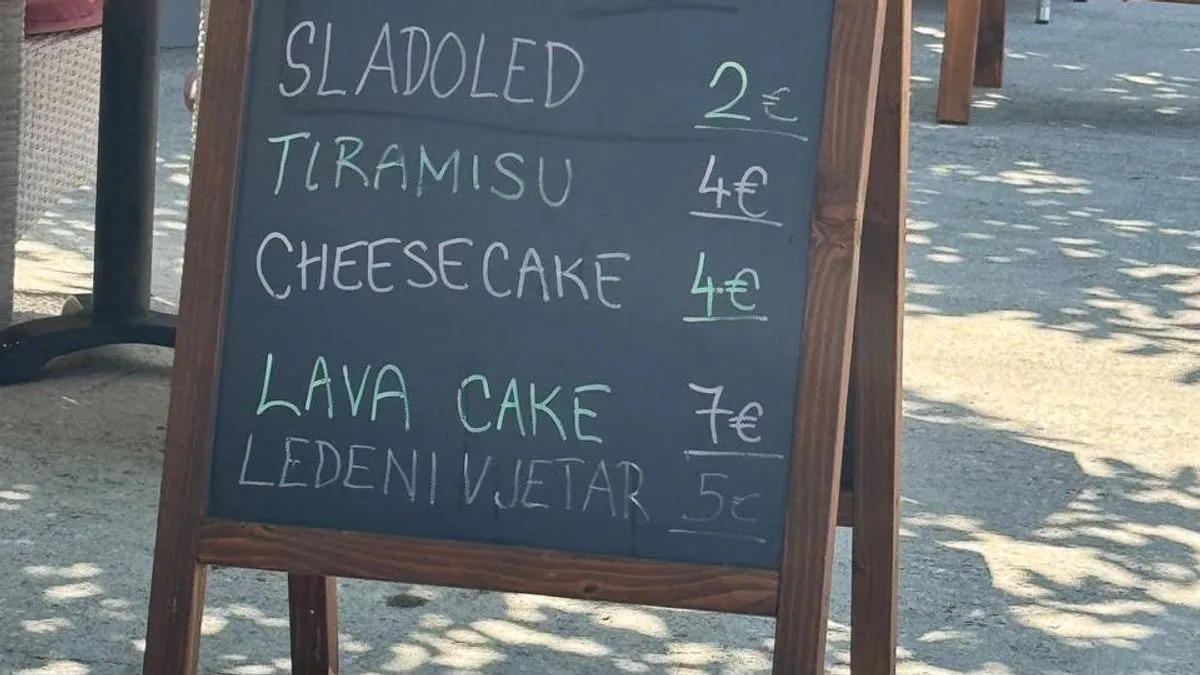 SLADOLED 2€
TIRAMISU 4€
CHEESECAKE 4€
LAVA CAKE 7€
LEDENI VJETAR 5€